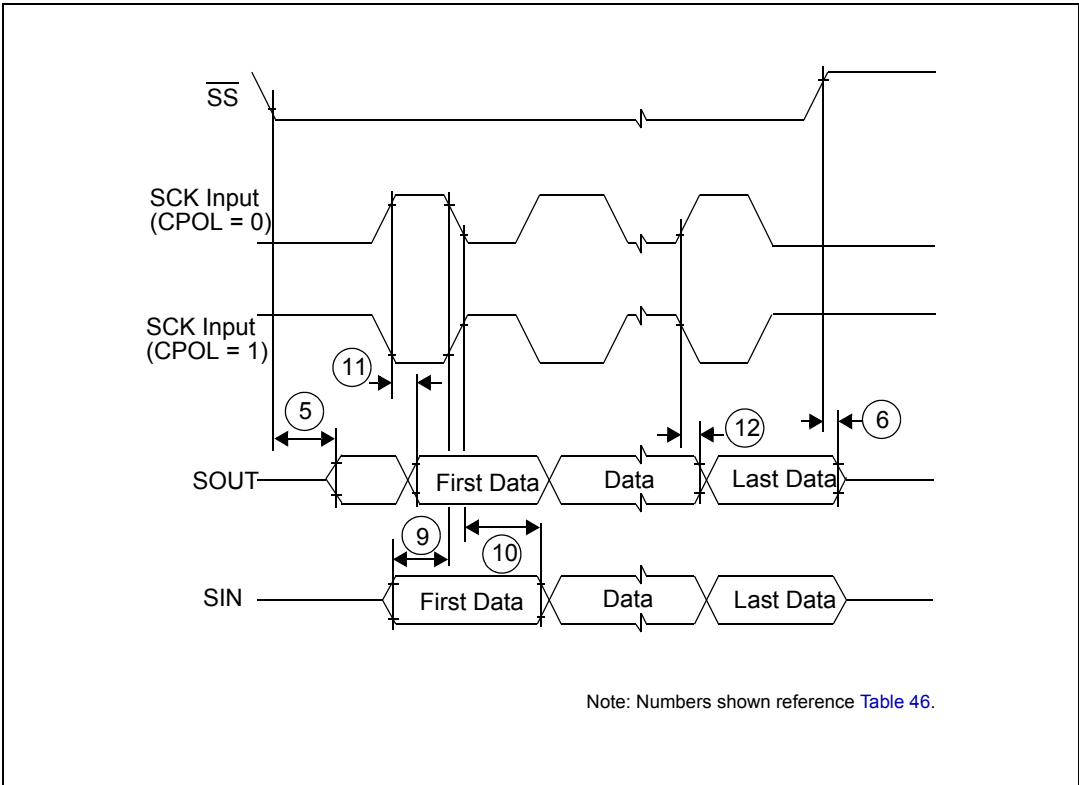 SS
SCK Input
(CPOL = 0)
SCK Input
(CPOL = 1)
11
5
12
6
SOUT
First Data
Data
Last Data
9
10
SIN
First Data
Data
Last Data
Note: Numbers shown reference Table 46.